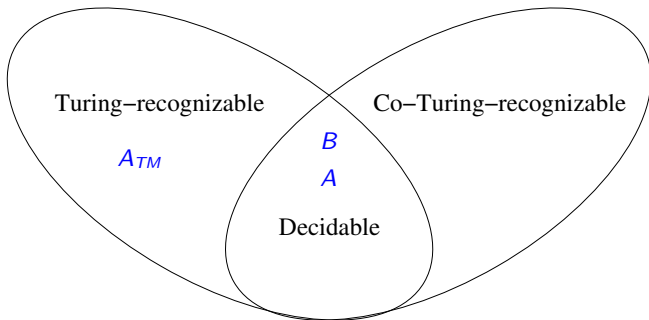 Turing−recognizable
Co−Turing−recognizable
B
A_TM
A
Decidable